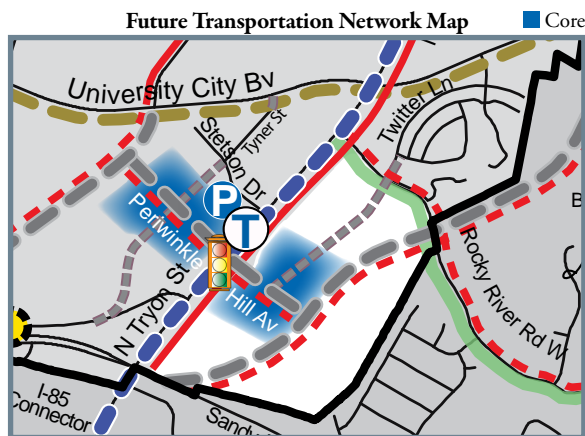 Future Transportation Network Map
Core
University City Bv
Tyner St
Stetson Dr
Twitter Ln
P
T
Periwinkle
Hill Av
N Tryon St
Rocky River Rd W
B
I-85
Connector
Sandy